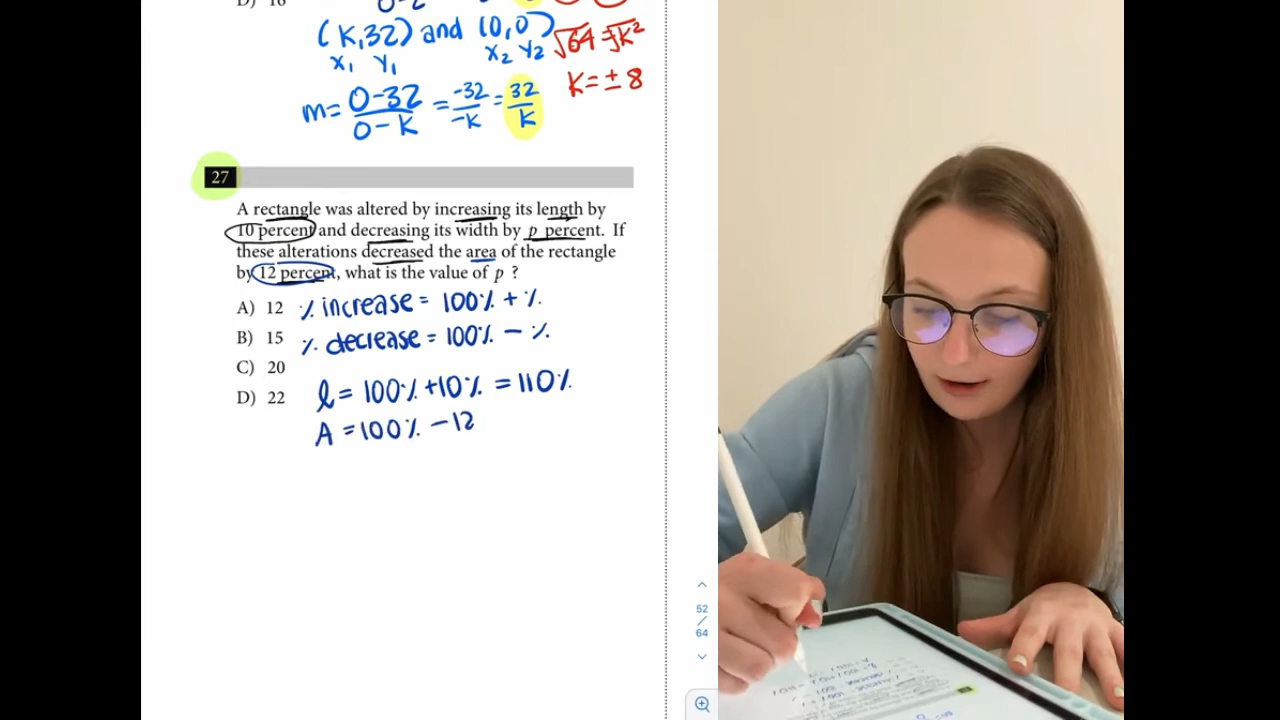 D) 16
(K,32) and (0,0) √64 = √K²
X₁ Y₁ X₂ Y₂
K = ± 8
m = 0-32/0-K = -32/-K = 32/K
27
A rectangle was altered by increasing its length by
10 percent and decreasing its width by p percent. If
these alterations decreased the area of the rectangle
by 12 percent, what is the value of p ?
A) 12 % increase = 100% + %
B) 15 % decrease = 100% - %
C) 20
D) 22 l = 100% + 10% = 110%
A = 100% - 12
52
/
64